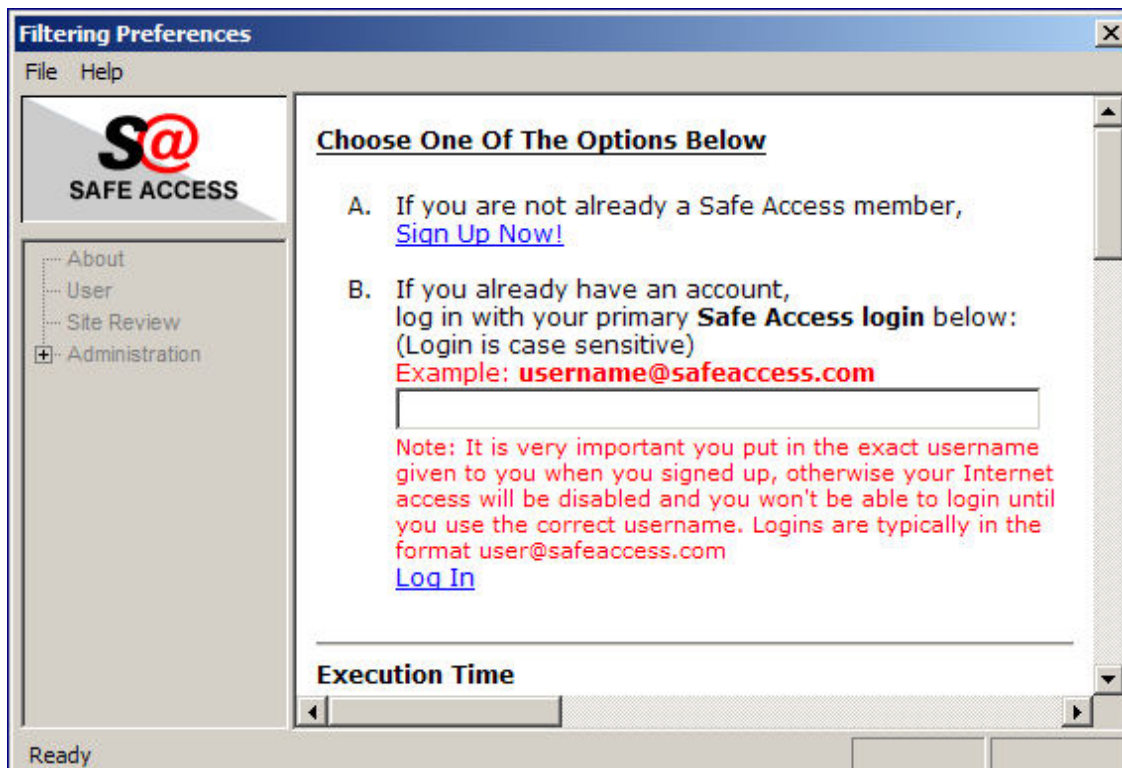 Filtering Preferences
File Help
S@
SAFE ACCESS
About
User
Site Review
Administration
Choose One Of The Options Below
A. If you are not already a Safe Access member,
Sign Up Now!
B. If you already have an account,
log in with your primary Safe Access login below:
(Login is case sensitive)
Example: username@safeaccess.com
Note: It is very important you put in the exact username
given to you when you signed up, otherwise your Internet
access will be disabled and you won't be able to login until
you use the correct username. Logins are typically in the
format user@safeaccess.com
Log In
Execution Time
Ready